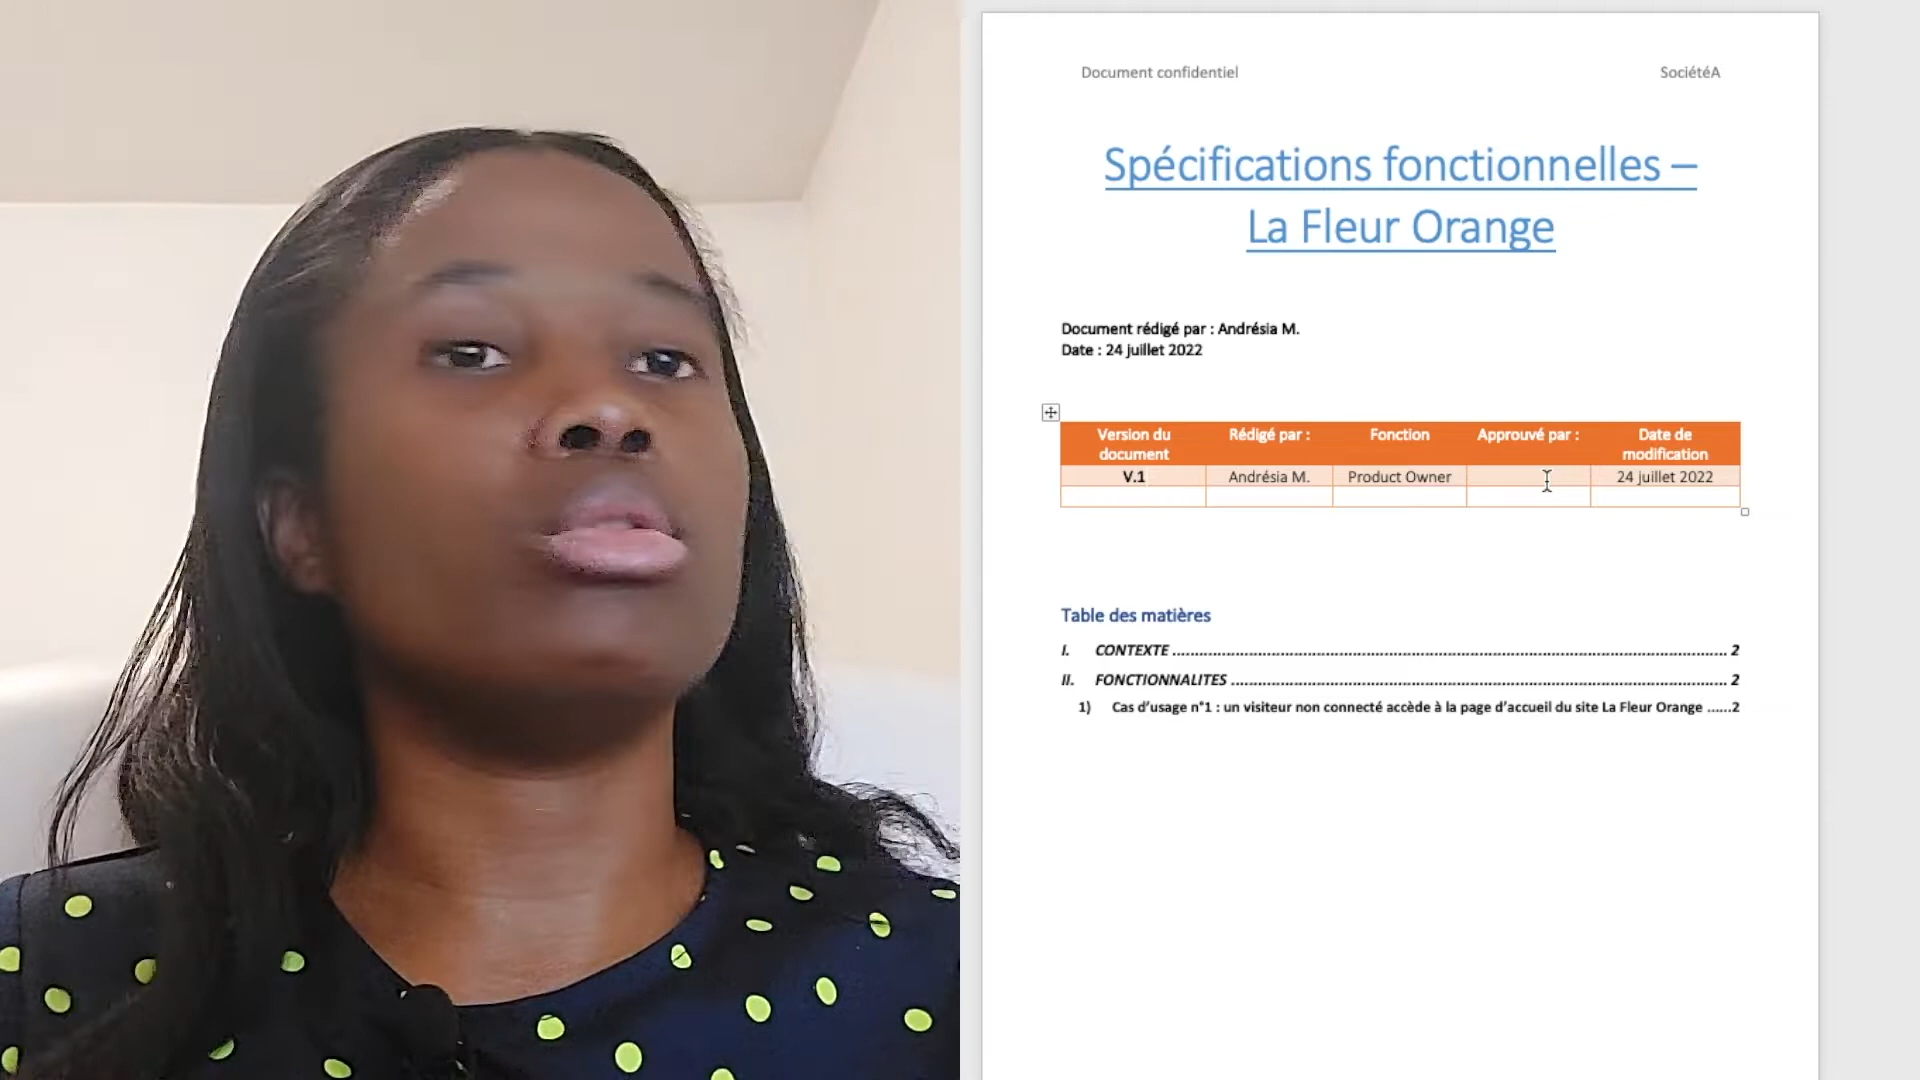 Document confidentiel
SociétéA
Spécifications fonctionnelles –
La Fleur Orange
Document rédigé par : Andrésia M.
Date : 24 juillet 2022
Version du document
Rédigé par :
Fonction
Approuvé par :
Date de modification
V.1
Andrésia M.
Product Owner
24 juillet 2022
Table des matières
I. CONTEXTE ........................................ 2
II. FONCTIONNALITES ........................................ 2
1) Cas d’usage n°1 : un visiteur non connecté accède à la page d’accueil du site La Fleur Orange ......2